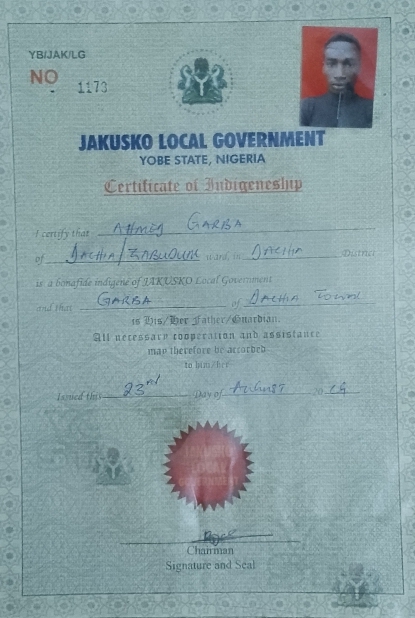 YB/JAK/LG
NO 1173
JAKUSKO LOCAL GOVERNMENT
YOBE STATE, NIGERIA
Certificate of Indigeneship
I certify that AHMED GARBA
of DACHIA/ZABUDUM ward, in DACHIA District
is a bonafide indigene of JAKUSKO Local Government
and that GARBA of DACHIA TOWN
is His/Her Father/Guardian.
All necessary cooperation and assistance
may therefore be accorded
to him/her
Issued this 23rd Day of AUGUST 20 19
JAKUSKO
LOCAL
GOVERNMENT
Chairman
Signature and Seal